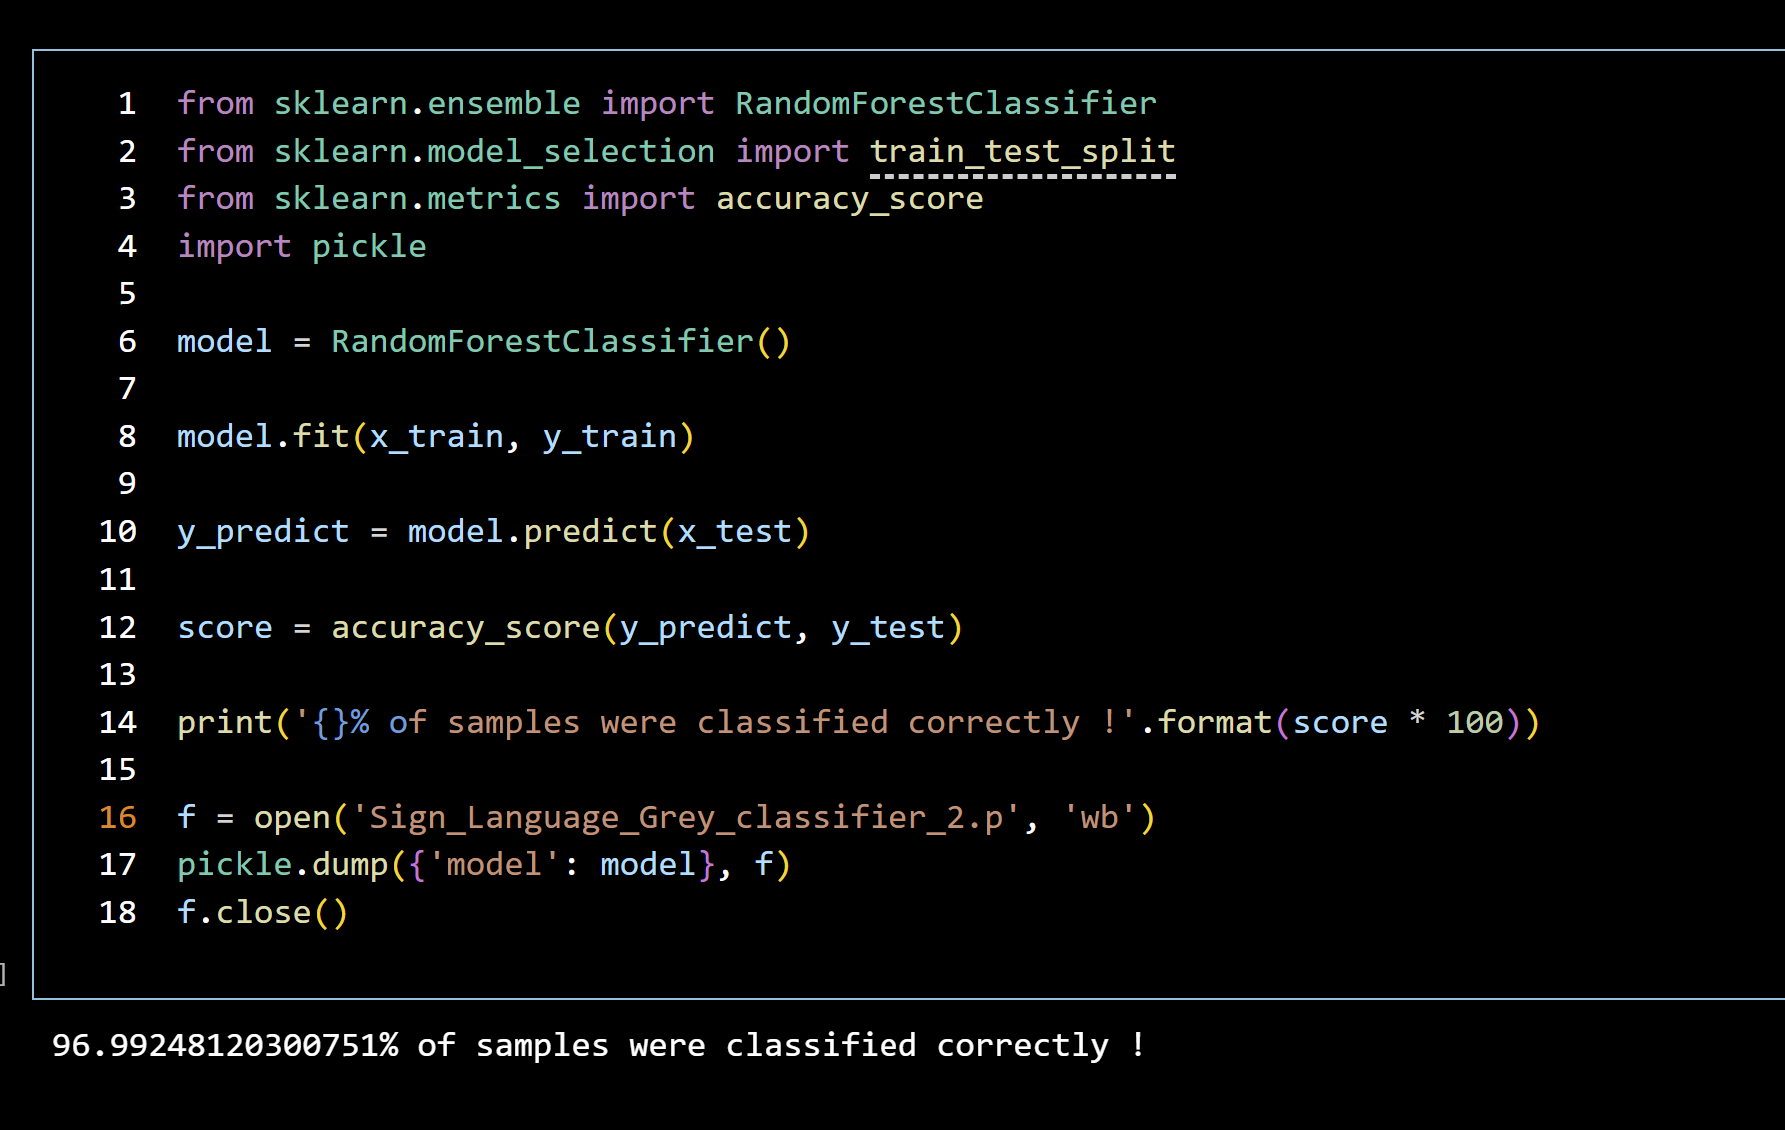 1 from sklearn.ensemble import RandomForestClassifier
2 from sklearn.model_selection import train_test_split
3 from sklearn.metrics import accuracy_score
4 import pickle
5
6 model = RandomForestClassifier()
7
8 model.fit(x_train, y_train)
9
10 y_predict = model.predict(x_test)
11
12 score = accuracy_score(y_predict, y_test)
13
14 print('{}% of samples were classified correctly !'.format(score * 100))
15
16 f = open('Sign_Language_Grey_classifier_2.p', 'wb')
17 pickle.dump({'model': model}, f)
18 f.close()
]
96.99248120300751% of samples were classified correctly !